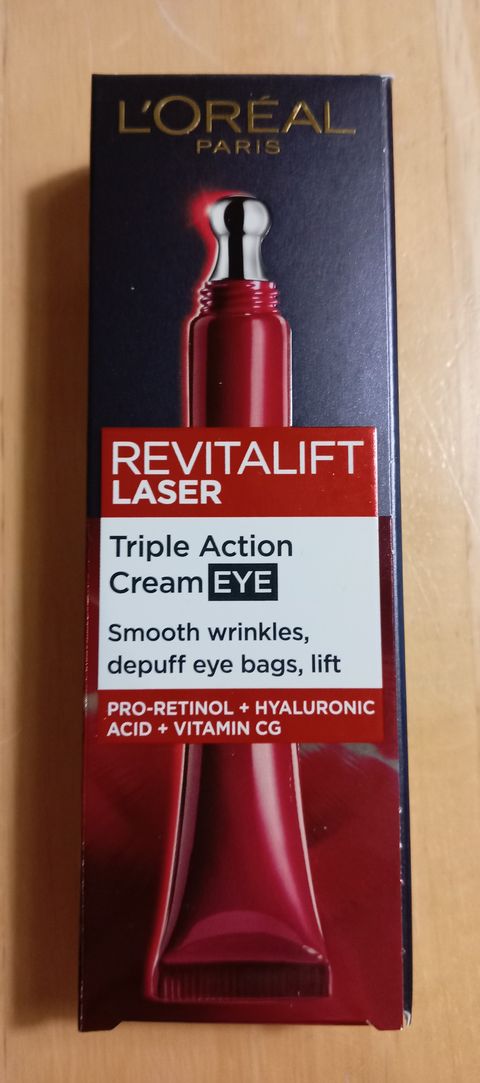 L'ORÉAL
PARIS
REVITALIFT
LASER
Triple Action
Cream EYE
Smooth wrinkles,
depuff eye bags, lift
PRO-RETINOL + HYALURONIC
ACID + VITAMIN CG